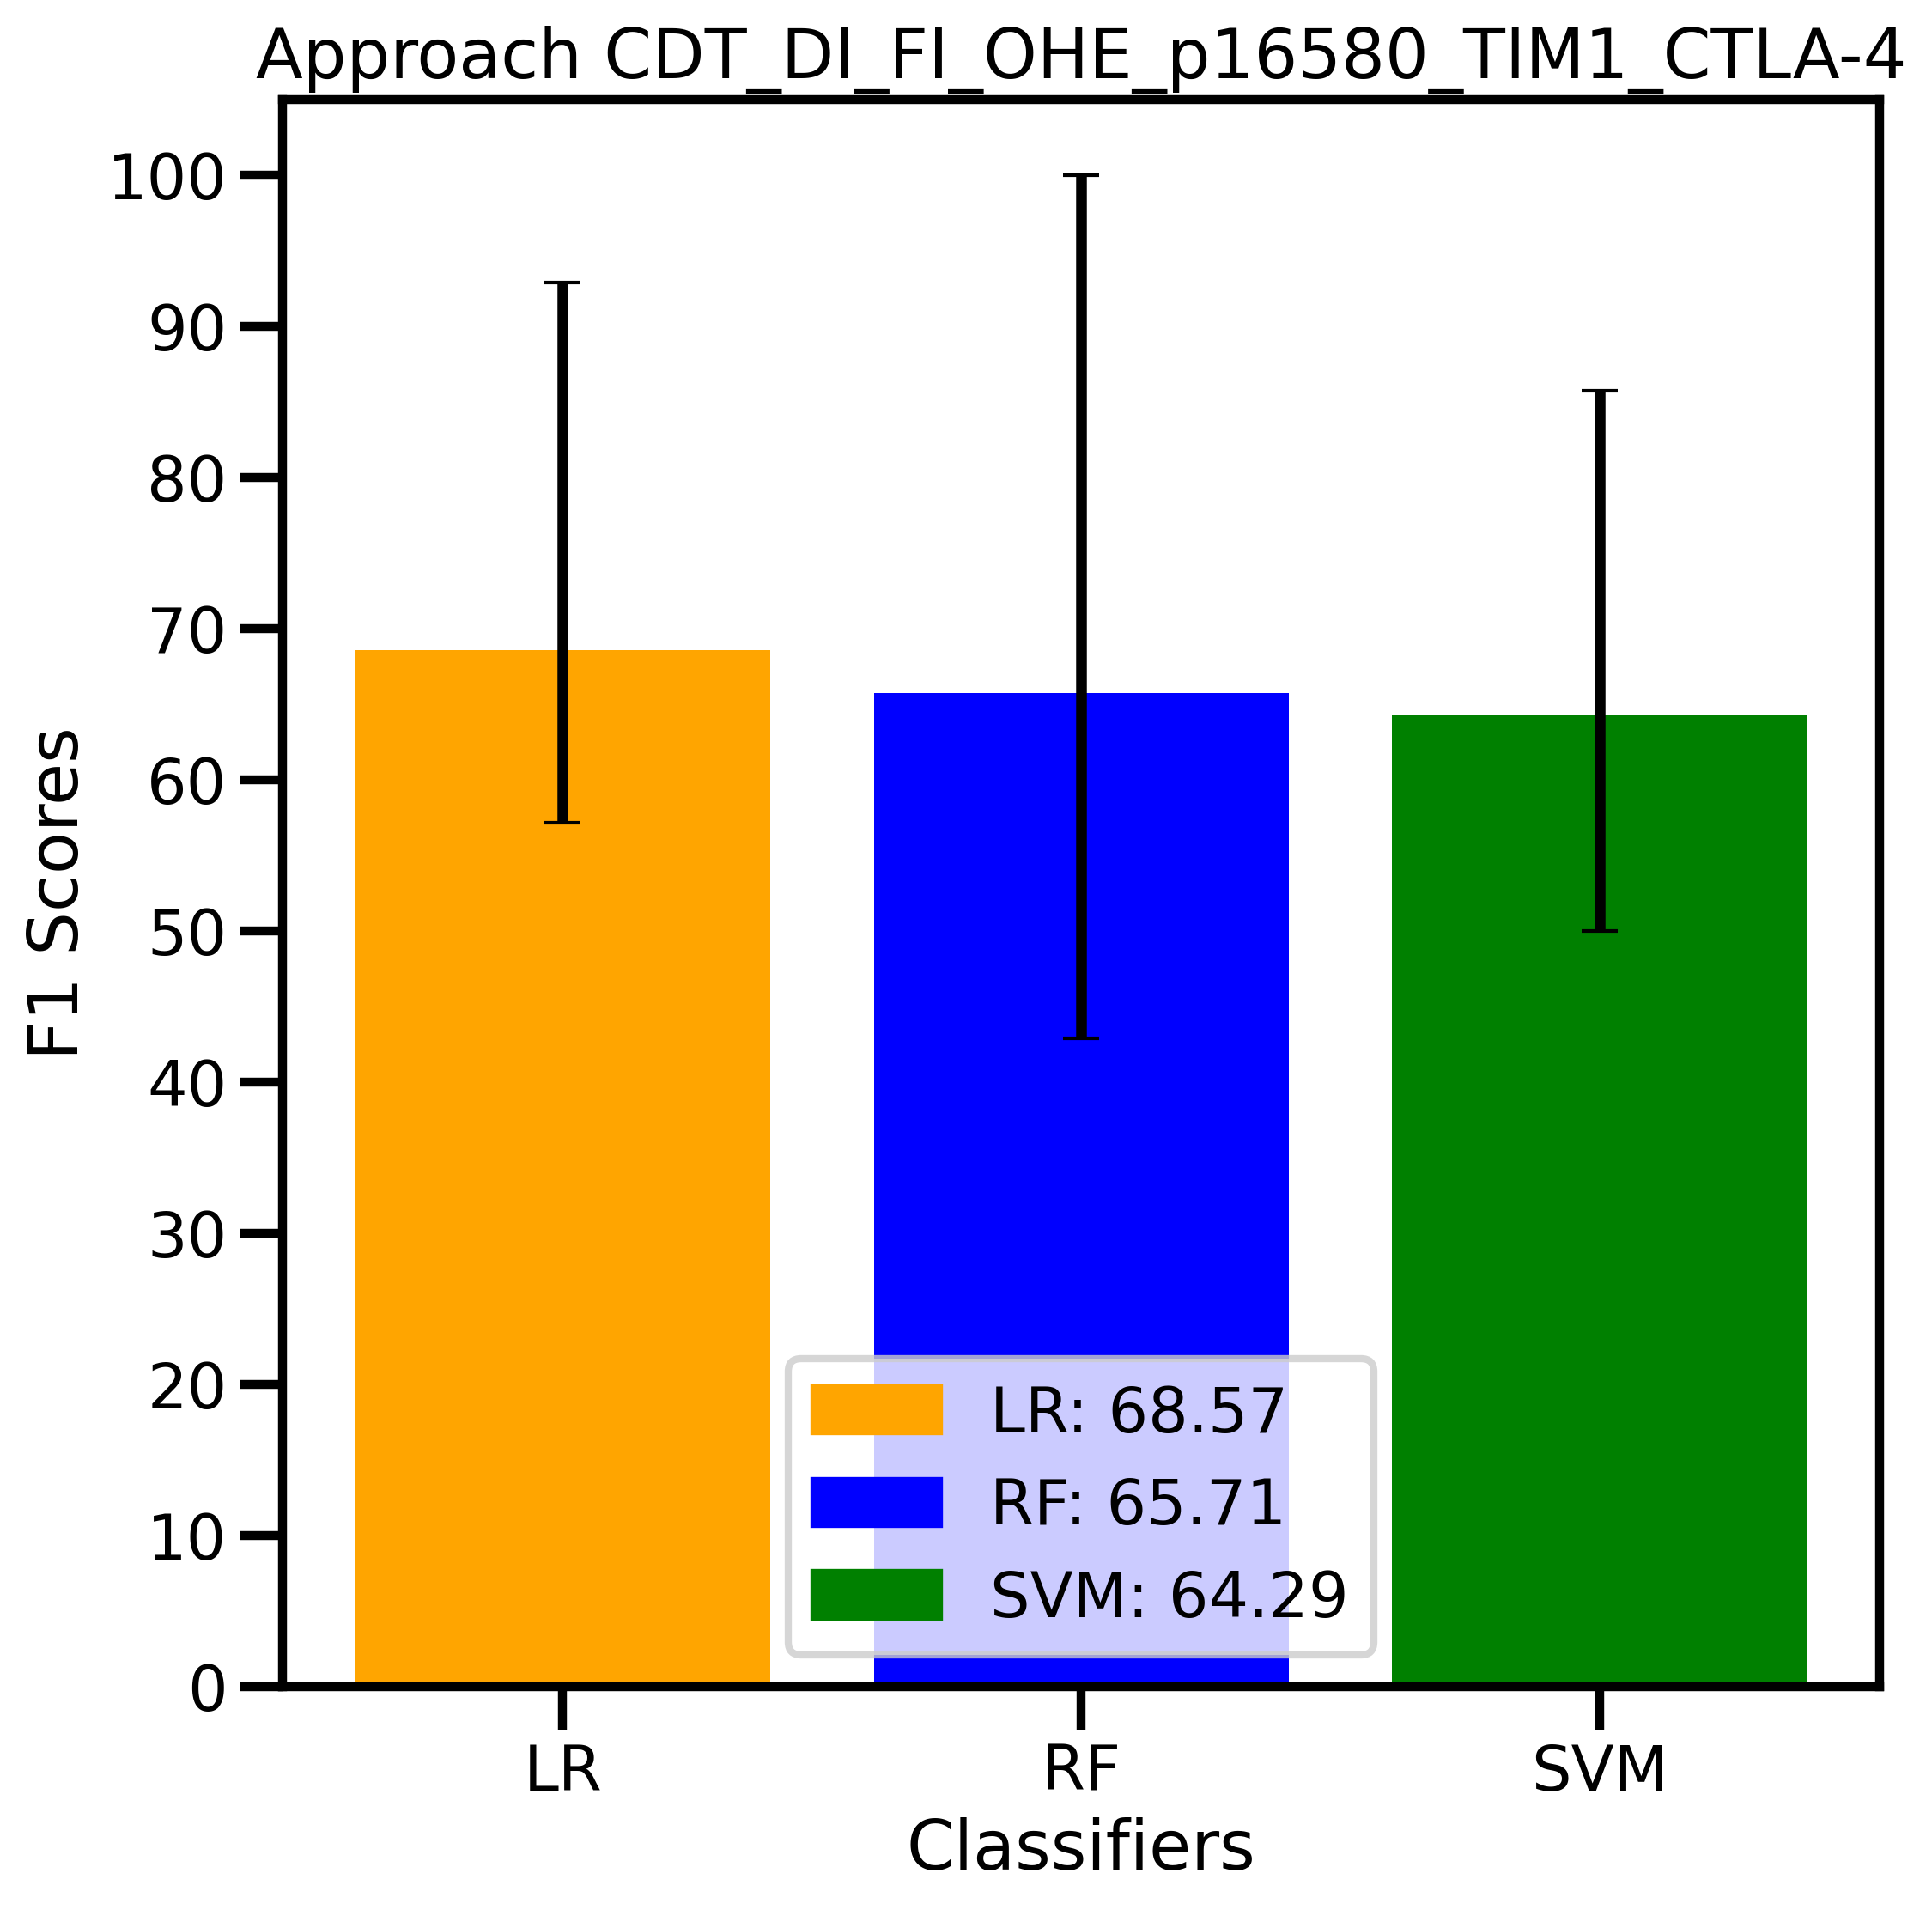 Approach CDT_DI_FI_OHE_p16580_TIM1_CTLA-4
100
90
80
70
60
50
40
30
20
10
0
F1 Scores
LR: 68.57
RF: 65.71
SVM: 64.29
LR
RF
SVM
Classifiers